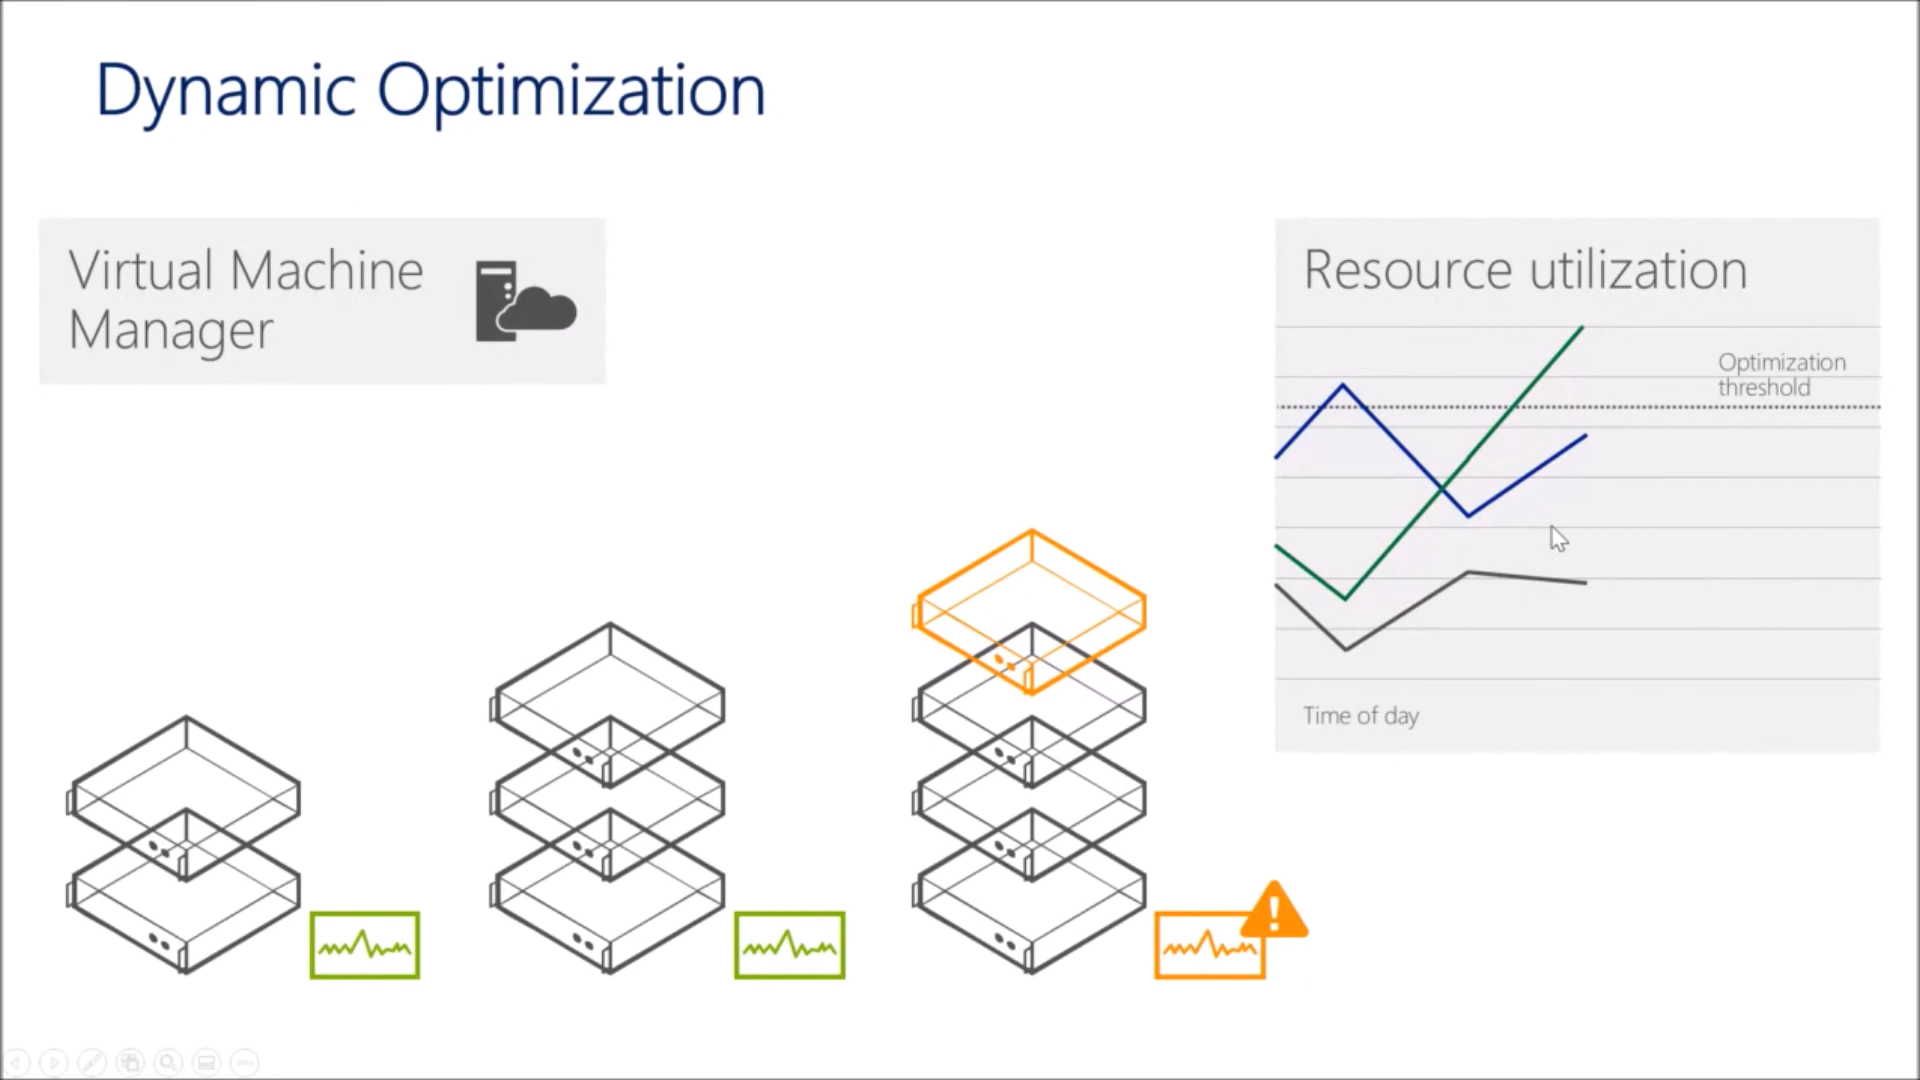 Dynamic Optimization
Virtual Machine
Manager
Resource utilization
Optimization
threshold
Time of day